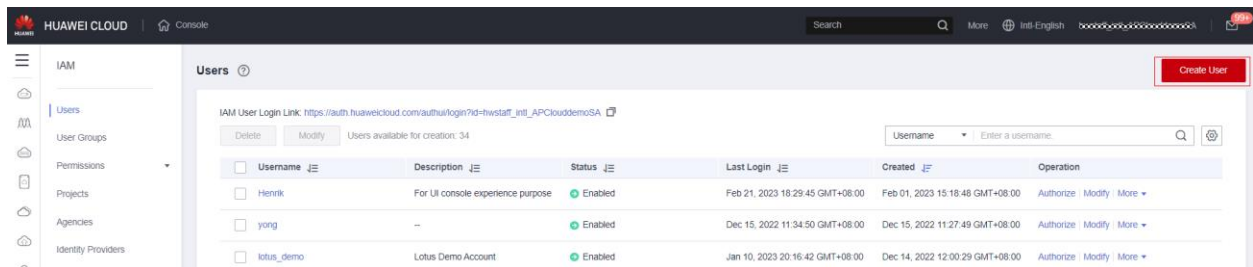 HUAWEI
HUAWEI CLOUD
Console
Search
More
Intl-English
99+
IAM
Users
User Groups
Permissions
Projects
Agencies
Identity Providers
Users
Create User
IAM User Login Link: https://auth.huaweicloud.com/authui/login?id=hwstaff_intl_APClouddemoSA
Delete Modify Users available for creation: 34
Username Enter a username.
Username Description Status Last Login Created Operation
Henrik For UI console experience purpose Enabled Feb 21, 2023 18:29:45 GMT+08:00 Feb 01, 2023 15:18:48 GMT+08:00 Authorize Modify More
yong -- Enabled Dec 15, 2022 11:34:50 GMT+08:00 Dec 15, 2022 11:27:49 GMT+08:00 Authorize Modify More
lotus_demo Lotus Demo Account Enabled Jan 10, 2023 20:16:42 GMT+08:00 Dec 14, 2022 12:00:29 GMT+08:00 Authorize Modify More